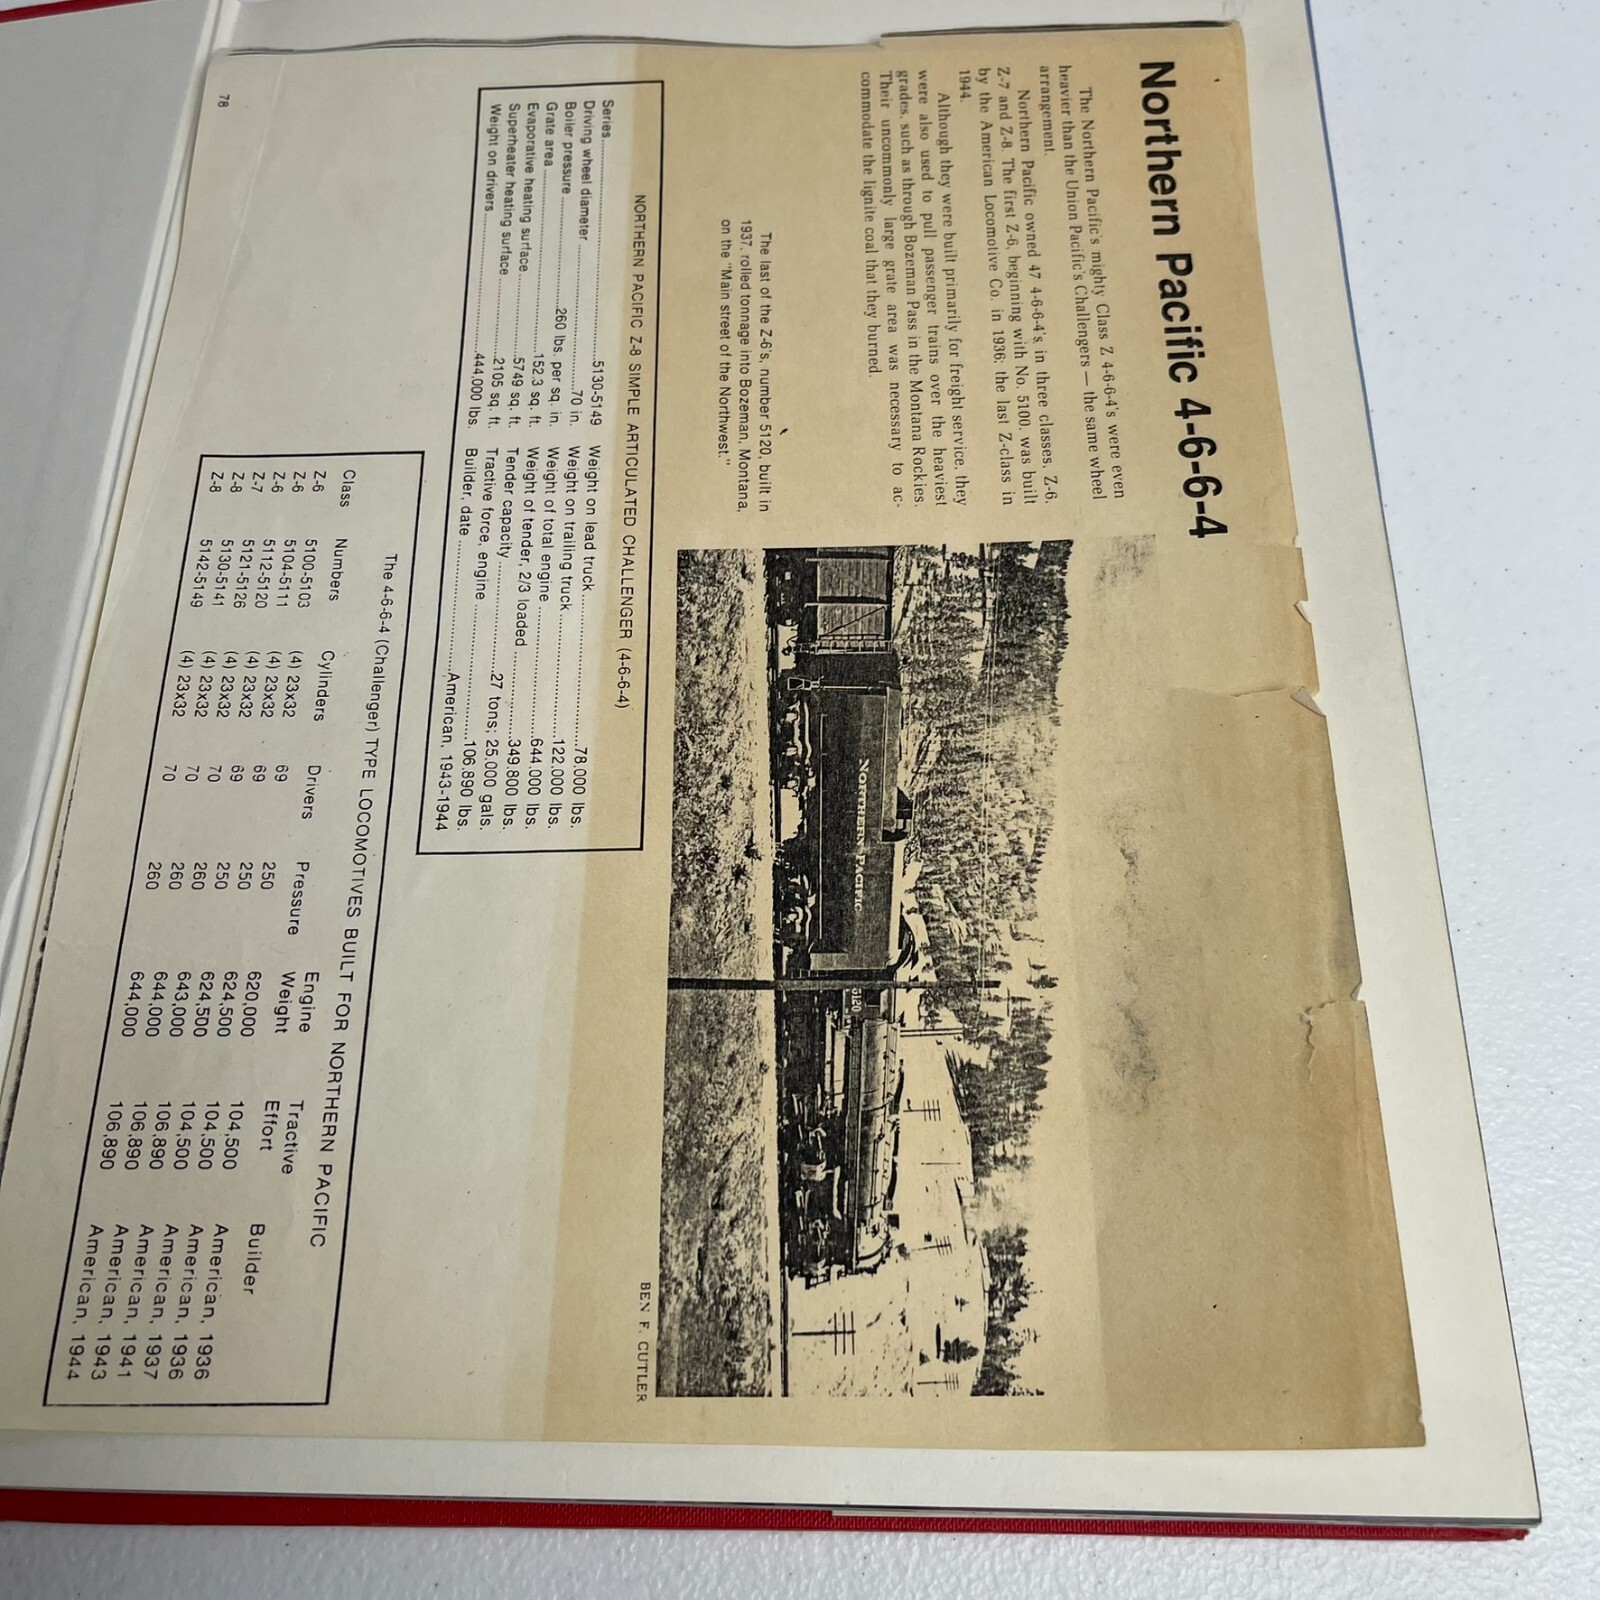 Northern Pacific 4-6-6-4
The Northern Pacific's mighty Class Z 4-6-6-4's were even
heavier than the Union Pacific's Challengers — the same wheel
arrangement.
Northern Pacific owned 47 4-6-6-4's, in three classes, Z-6,
Z-7 and Z-8. The first Z-6, beginning with No. 5100, was built
by the American Locomotive Co. in 1936; the last Z-class in
1944.
Although they were built primarily for freight service, they
were also used to pull passenger trains over the heaviest
grades, such as through Bozeman Pass in the Montana Rockies.
Their uncommonly large grate area was necessary to ac-
commodate the lignite coal that they burned.
The last of the Z-6's, number 5120, built in
1937, rolled tonnage into Bozeman, Montana,
on the "Main street of the Northwest."
NORTHERN PACIFIC
5120
BEN F. CUTLER
NORTHERN PACIFIC Z-8 SIMPLE ARTICULATED CHALLENGER (4-6-6-4)
Series 5130-5149 Weight on lead truck 78,000 lbs.
Driving wheel diameter 70 in. Weight on trailing truck 122,000 lbs.
Boiler pressure 260 lbs. per sq. in. Weight of total engine 644,000 lbs.
Grate area 152.3 sq. ft. Weight of tender, 2/3 loaded 349,800 lbs.
Evaporative heating surface 5749 sq. ft. Tender capacity 27 tons; 25,000 gals.
Superheater heating surface 2105 sq. ft. Tractive force, engine 106,890 lbs.
Weight on drivers 444,000 lbs. Builder, date American, 1943-1944
The 4-6-6-4 (Challenger) TYPE LOCOMOTIVES BUILT FOR NORTHERN PACIFIC
Class Numbers Cylinders Drivers Pressure Engine Weight Tractive Effort Builder
Z-6 5100-5103 (4) 23x32 69 250 620,000 104,500 American, 1936
Z-6 5104-5111 (4) 23x32 69 250 624,500 104,500 American, 1936
Z-6 5112-5120 (4) 23x32 69 250 624,500 104,500 American, 1937
Z-7 5121-5126 (4) 23x32 70 260 643,000 106,890 American, 1941
Z-8 5130-5141 (4) 23x32 70 260 644,000 106,890 American, 1943
Z-8 5142-5149 (4) 23x32 70 260 644,000 106,890 American, 1944
78